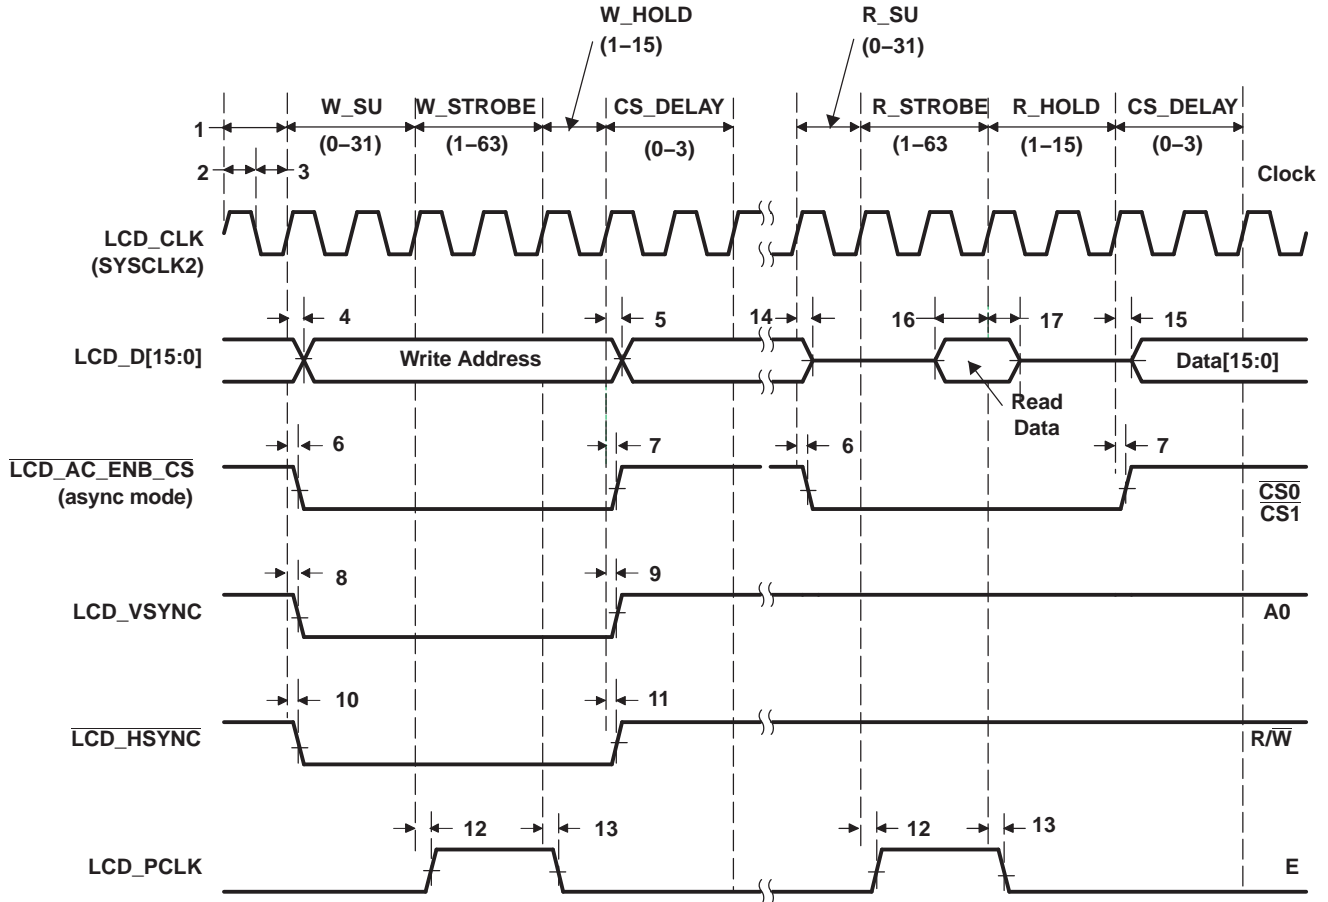 W_HOLD
(1–15)
R_SU
(0–31)
W_SU
(0–31)
W_STROBE
(1–63)
CS_DELAY
(0–3)
R_STROBE
(1–63
R_HOLD
(1–15)
CS_DELAY
(0–3)
1
2
3
Clock
LCD_CLK
(SYSCLK2)
4
5
14
16
17
15
LCD_D[15:0]
Write Address
Data[15:0]
Read
Data
6
7
6
7
LCD_AC_ENB_CS
(async mode)
CS0
CS1
8
9
LCD_VSYNC
A0
10
11
LCD_HSYNC
R/W
12
13
12
13
LCD_PCLK
E